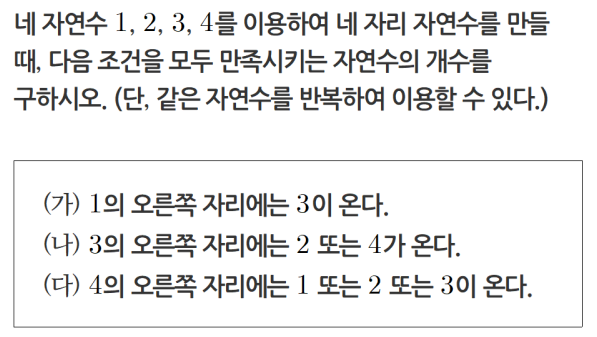 네 자연수 1, 2, 3, 4를 이용하여 네 자리 자연수를 만들
때, 다음 조건을 모두 만족시키는 자연수의 개수를
구하시오. (단, 같은 자연수를 반복하여 이용할 수 있다.)
(가) 1의 오른쪽 자리에는 3이 온다.
(나) 3의 오른쪽 자리에는 2 또는 4가 온다.
(다) 4의 오른쪽 자리에는 1 또는 2 또는 3이 온다.